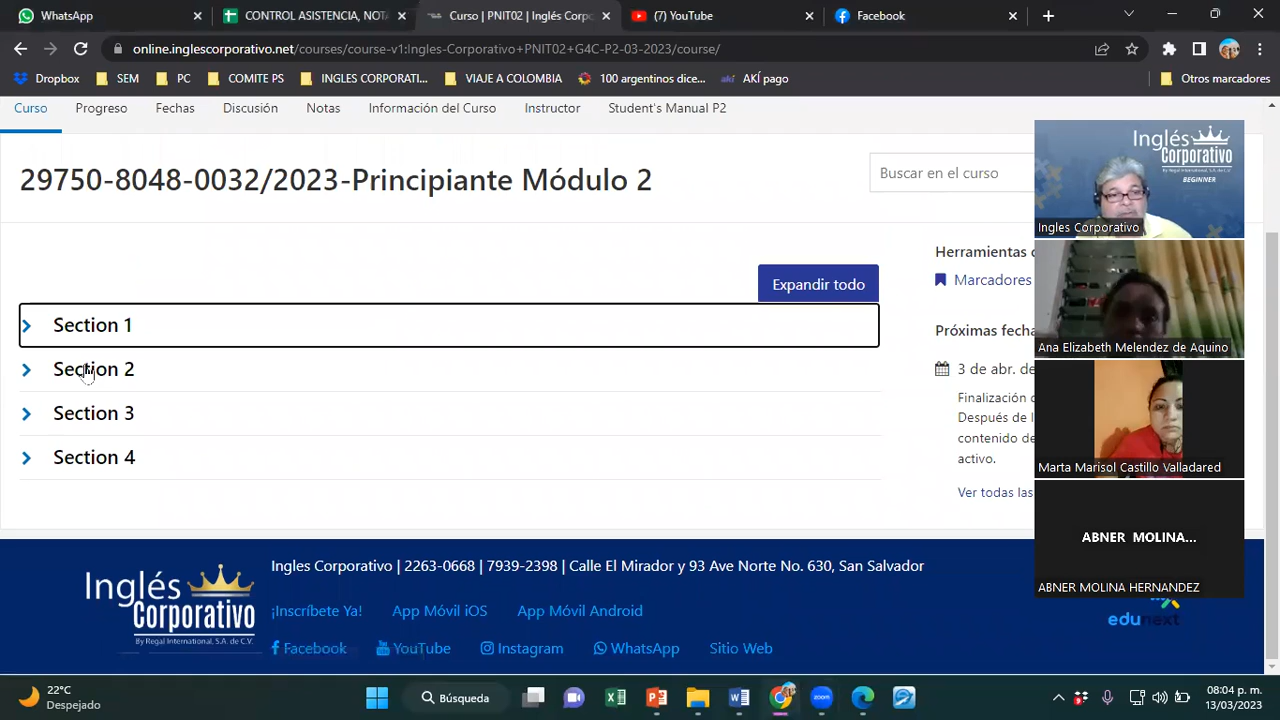 WhatsApp
CONTROL ASISTENCIA, NOTA
Curso | PNIT02 | Inglés Corpo
(7) YouTube
Facebook
online.inglescorporativo.net/courses/course-v1:Ingles-Corporativo+PNIT02+G4C-P2-03-2023/course/
Dropbox
SEM
PC
COMITE PS
INGLES CORPORATI...
VIAJE A COLOMBIA
100 argentinos dice...
AKÍ pago
Otros marcadores
Curso
Progreso
Fechas
Discusión
Notas
Información del Curso
Instructor
Student's Manual P2
29750-8048-0032/2023-Principiante Módulo 2
Buscar en el curso
Expandir todo
Section 1
Section 2
Section 3
Section 4
Herramientas d
Marcadores
Próximas fecha
3 de abr. de
Finalización d
Después de l
contenido de
activo.
Ver todas las
Inglés
Corporativo
By Regal International, S.A. de C.V.
BEGINNER
Ingles Corporativo
Ana Elizabeth Melendez de Aquino
Marta Marisol Castillo Valladared
ABNER MOLINA...
ABNER MOLINA HERNANDEZ
Inglés
Corporativo
By Regal International, S.A. de C.V.
Ingles Corporativo | 2263-0668 | 7939-2398 | Calle El Mirador y 93 Ave Norte No. 630, San Salvador
¡Inscríbete Ya!
App Móvil iOS
App Móvil Android
Facebook
YouTube
Instagram
WhatsApp
Sitio Web
edunext
22°C
Despejado
Búsqueda
08:04 p. m.
13/03/2023